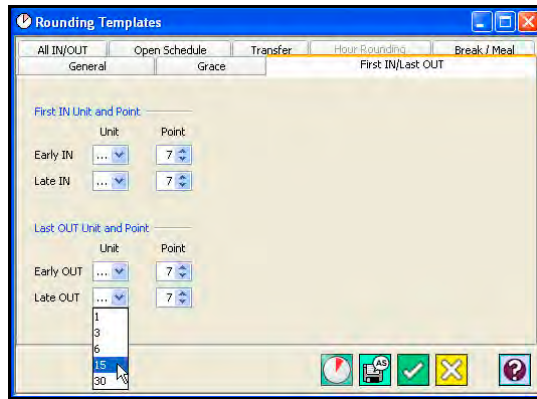 Rounding Templates
All IN/OUT Open Schedule Transfer Hour Rounding Break / Meal
General Grace First IN/Last OUT
First IN Unit and Point
Unit Point
Early IN ... 7
Late IN ... 7
Last OUT Unit and Point
Unit Point
Early OUT ... 7
Late OUT ... 7
1
3
6
15
30
AS
?